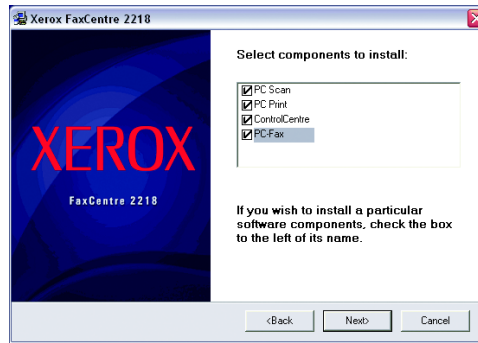 Xerox FaxCentre 2218
XEROX
FaxCentre 2218
Select components to install:
PC Scan
PC Print
ControlCentre
PC-Fax
If you wish to install a particular
software components, check the box
to the left of its name.
<Back
Next>
Cancel